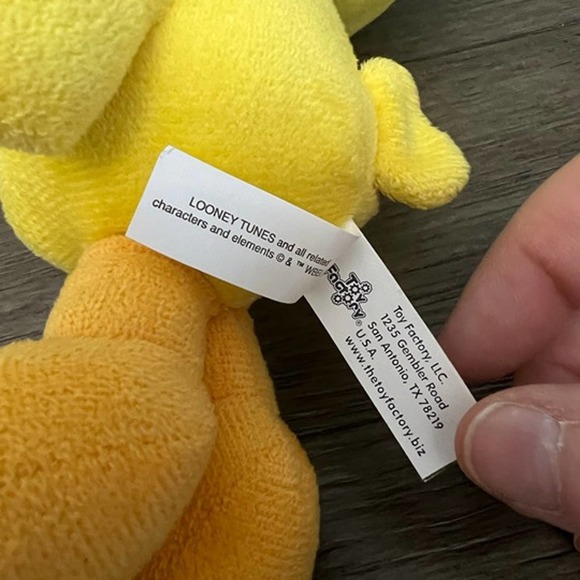 LOONEY TUNES and all related
characters and elements © & ™ WBEI
TOY
FACTORY®
Toy Factory, LLC.
1235 Gembler Road
San Antonio, TX 78219
U.S.A.
www.thetoyfactory.biz